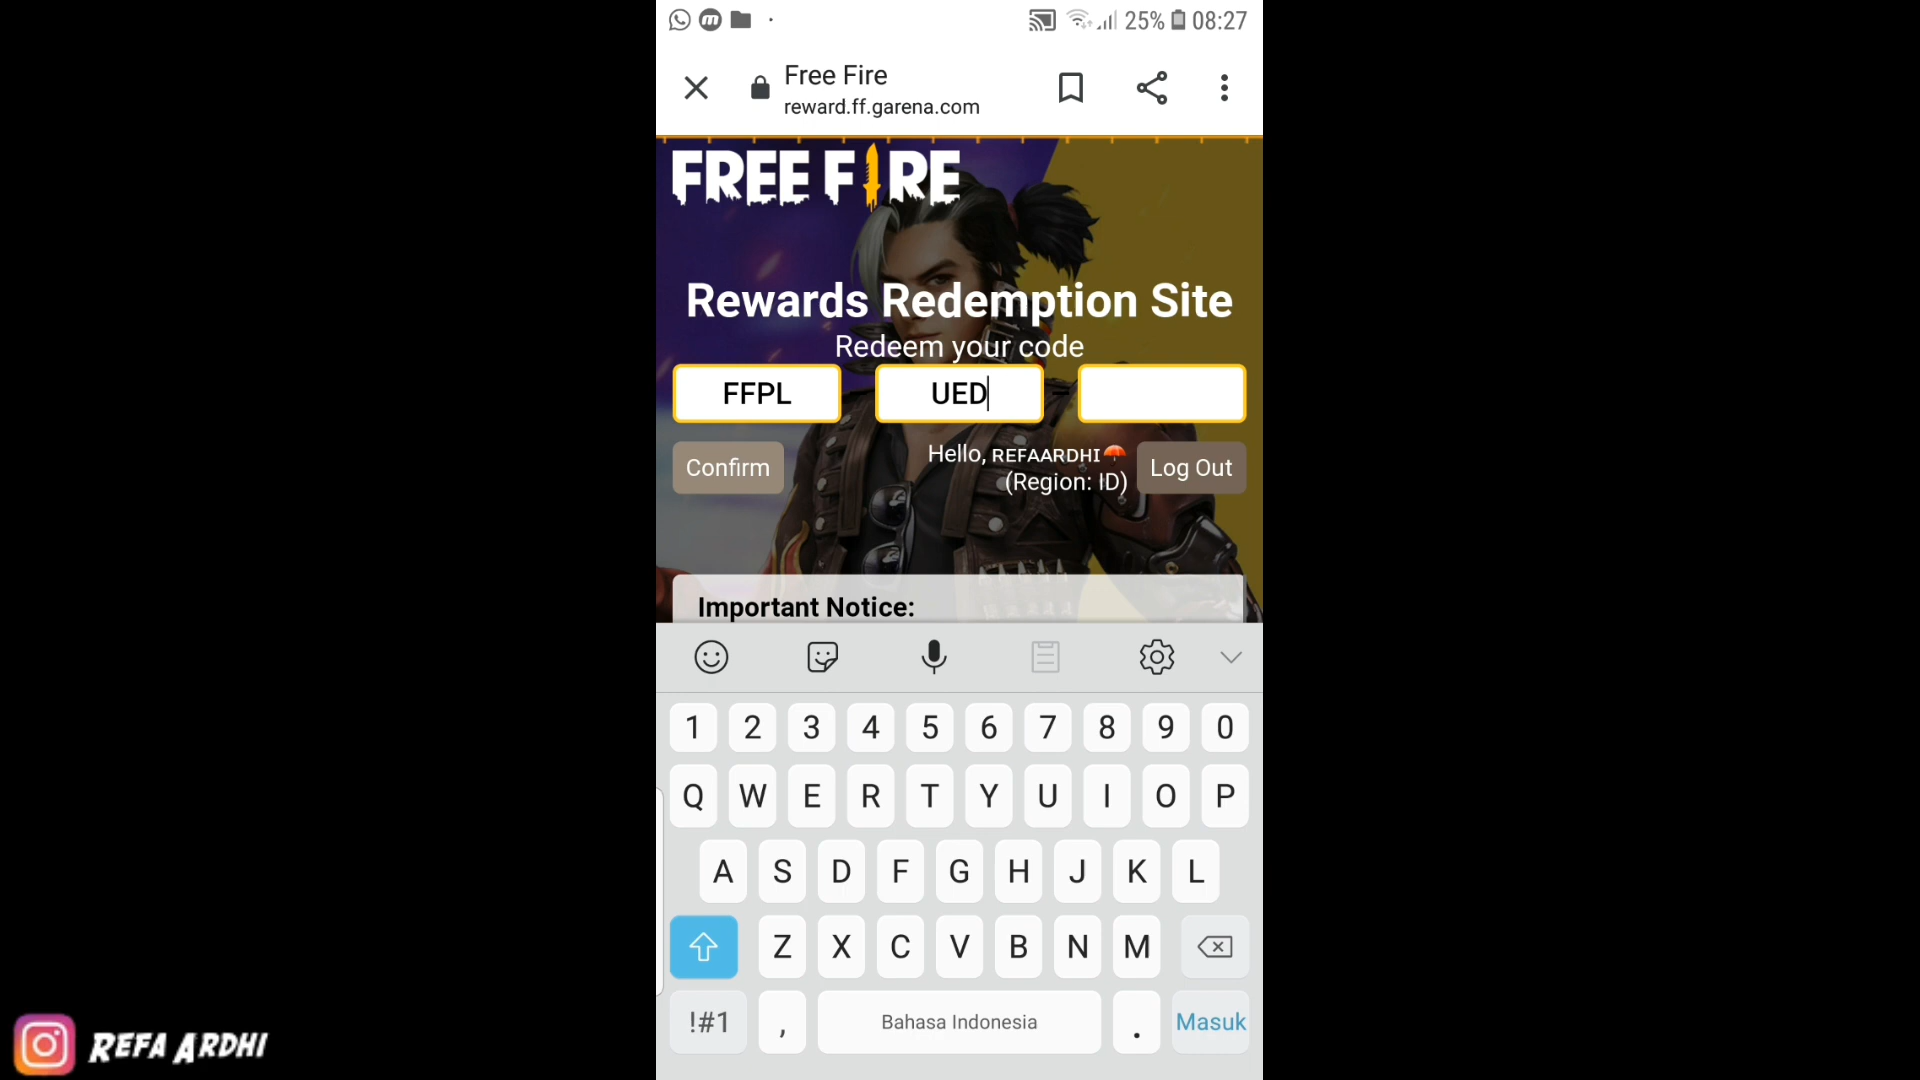 25% 08:27
Free Fire
reward.ff.garena.com
FREE FIRE
Rewards Redemption Site
Redeem your code
FFPL UED –
Confirm Hello, ʀᴇғᴀᴀʀᴅʜɪ☂️ Log Out
(Region: ID)
Important Notice:
1 2 3 4 5 6 7 8 9 0
Q W E R T Y U I O P
A S D F G H J K L
Z X C V B N M
!#1 , Bahasa Indonesia . Masuk
REFA ARDHI